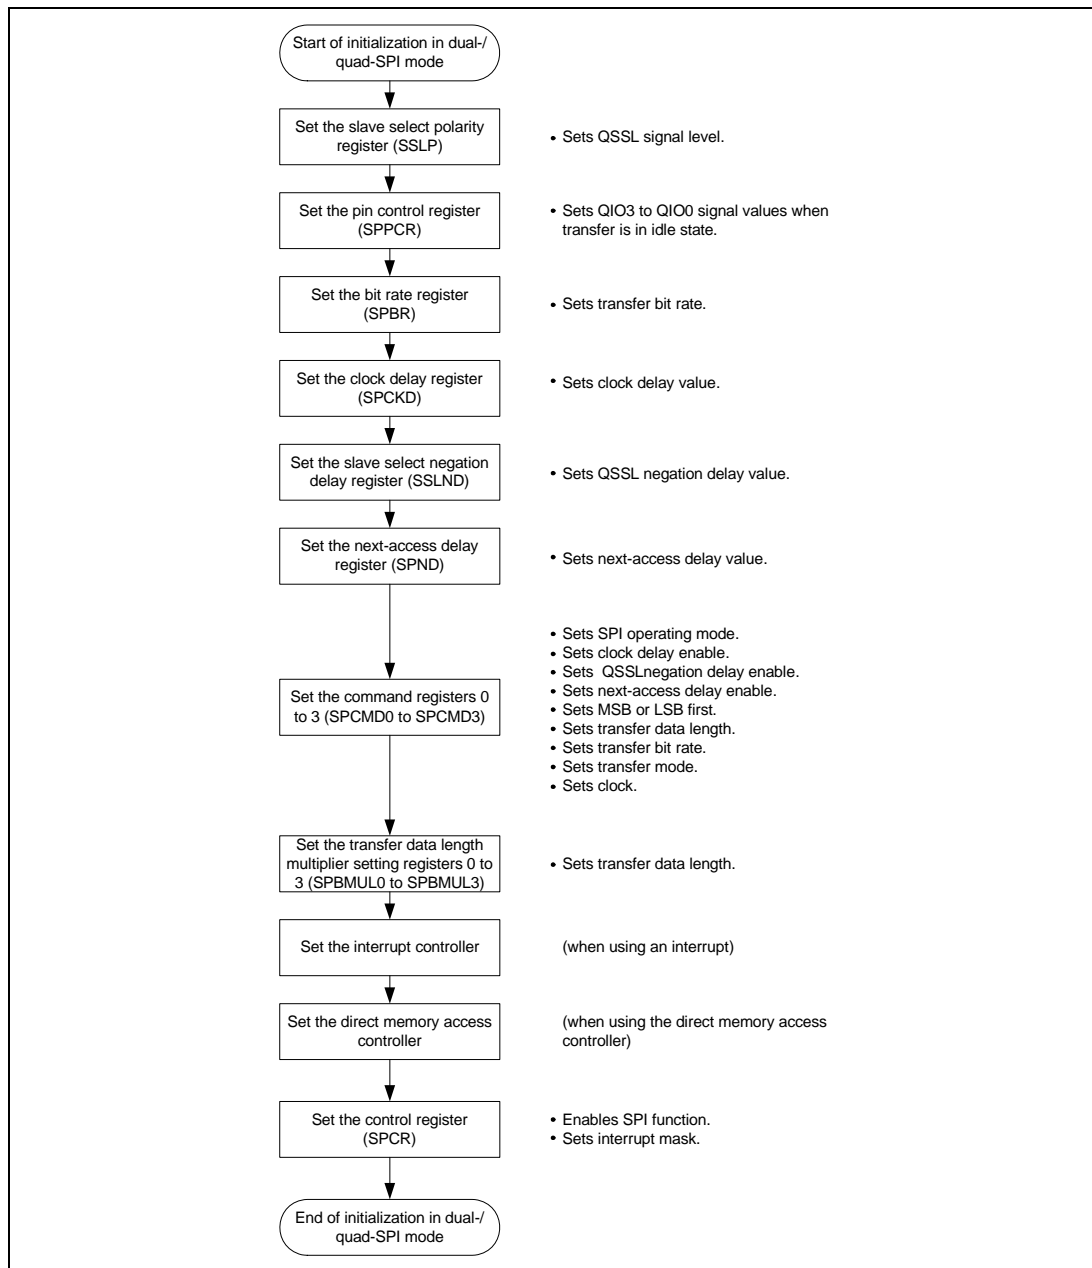 Start of initialization in dual-/
quad-SPI mode
Set the slave select polarity
register (SSLP)
• Sets QSSL signal level.
Set the pin control register
(SPPCR)
• Sets QIO3 to QIO0 signal values when
transfer is in idle state.
Set the bit rate register
(SPBR)
• Sets transfer bit rate.
Set the clock delay register
(SPCKD)
• Sets clock delay value.
Set the slave select negation
delay register (SSLND)
• Sets QSSL negation delay value.
Set the next-access delay
register (SPND)
• Sets next-access delay value.
Set the command registers 0
to 3 (SPCMD0 to SPCMD3)
• Sets SPI operating mode.
• Sets clock delay enable.
• Sets  QSSLnegation delay enable.
• Sets next-access delay enable.
• Sets MSB or LSB first.
• Sets transfer data length.
• Sets transfer bit rate.
• Sets transfer mode.
• Sets clock.
Set the transfer data length
multiplier setting registers 0 to
3 (SPBMUL0 to SPBMUL3)
• Sets transfer data length.
Set the interrupt controller
(when using an interrupt)
Set the direct memory access
controller
(when using the direct memory access
controller)
Set the control register
(SPCR)
• Enables SPI function.
• Sets interrupt mask.
End of initialization in dual-/
quad-SPI mode